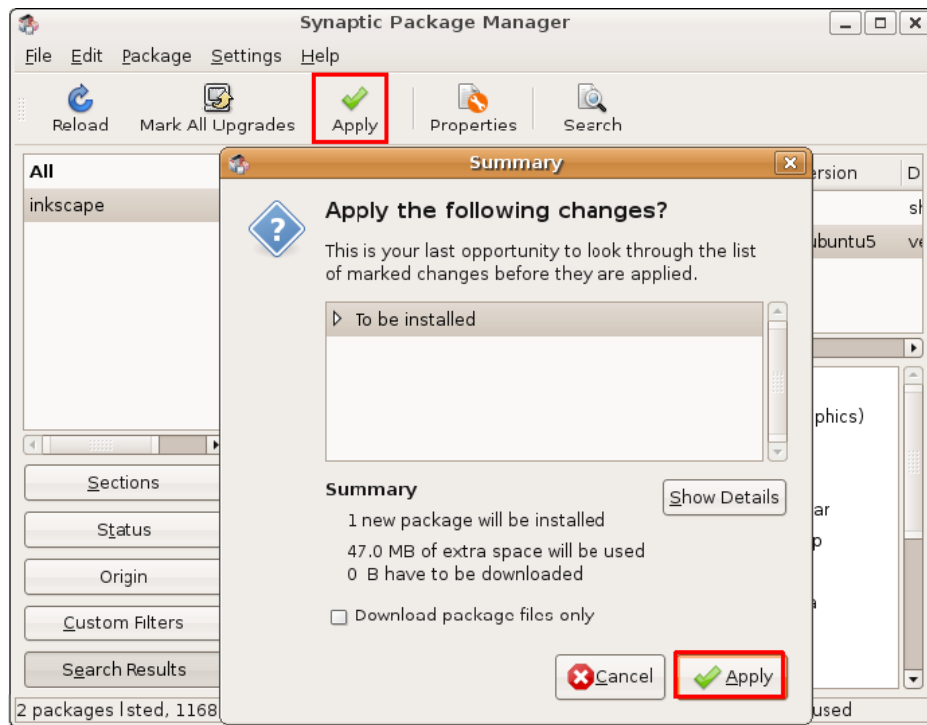 Synaptic Package Manager
File Edit Package Settings Help
Reload Mark All Upgrades Apply Properties Search
All
inkscape
Summary
ersion D
sh
ubuntu5 ve
Apply the following changes?
This is your last opportunity to look through the list
of marked changes before they are applied.
To be installed
phics)
Sections
Status
Origin
Custom Filters
Search Results
Summary
Show Details
1 new package will be installed
47.0 MB of extra space will be used
0 B have to be downloaded
Download package files only
ar
p
a
Cancel Apply
2 packages listed, 1168
used